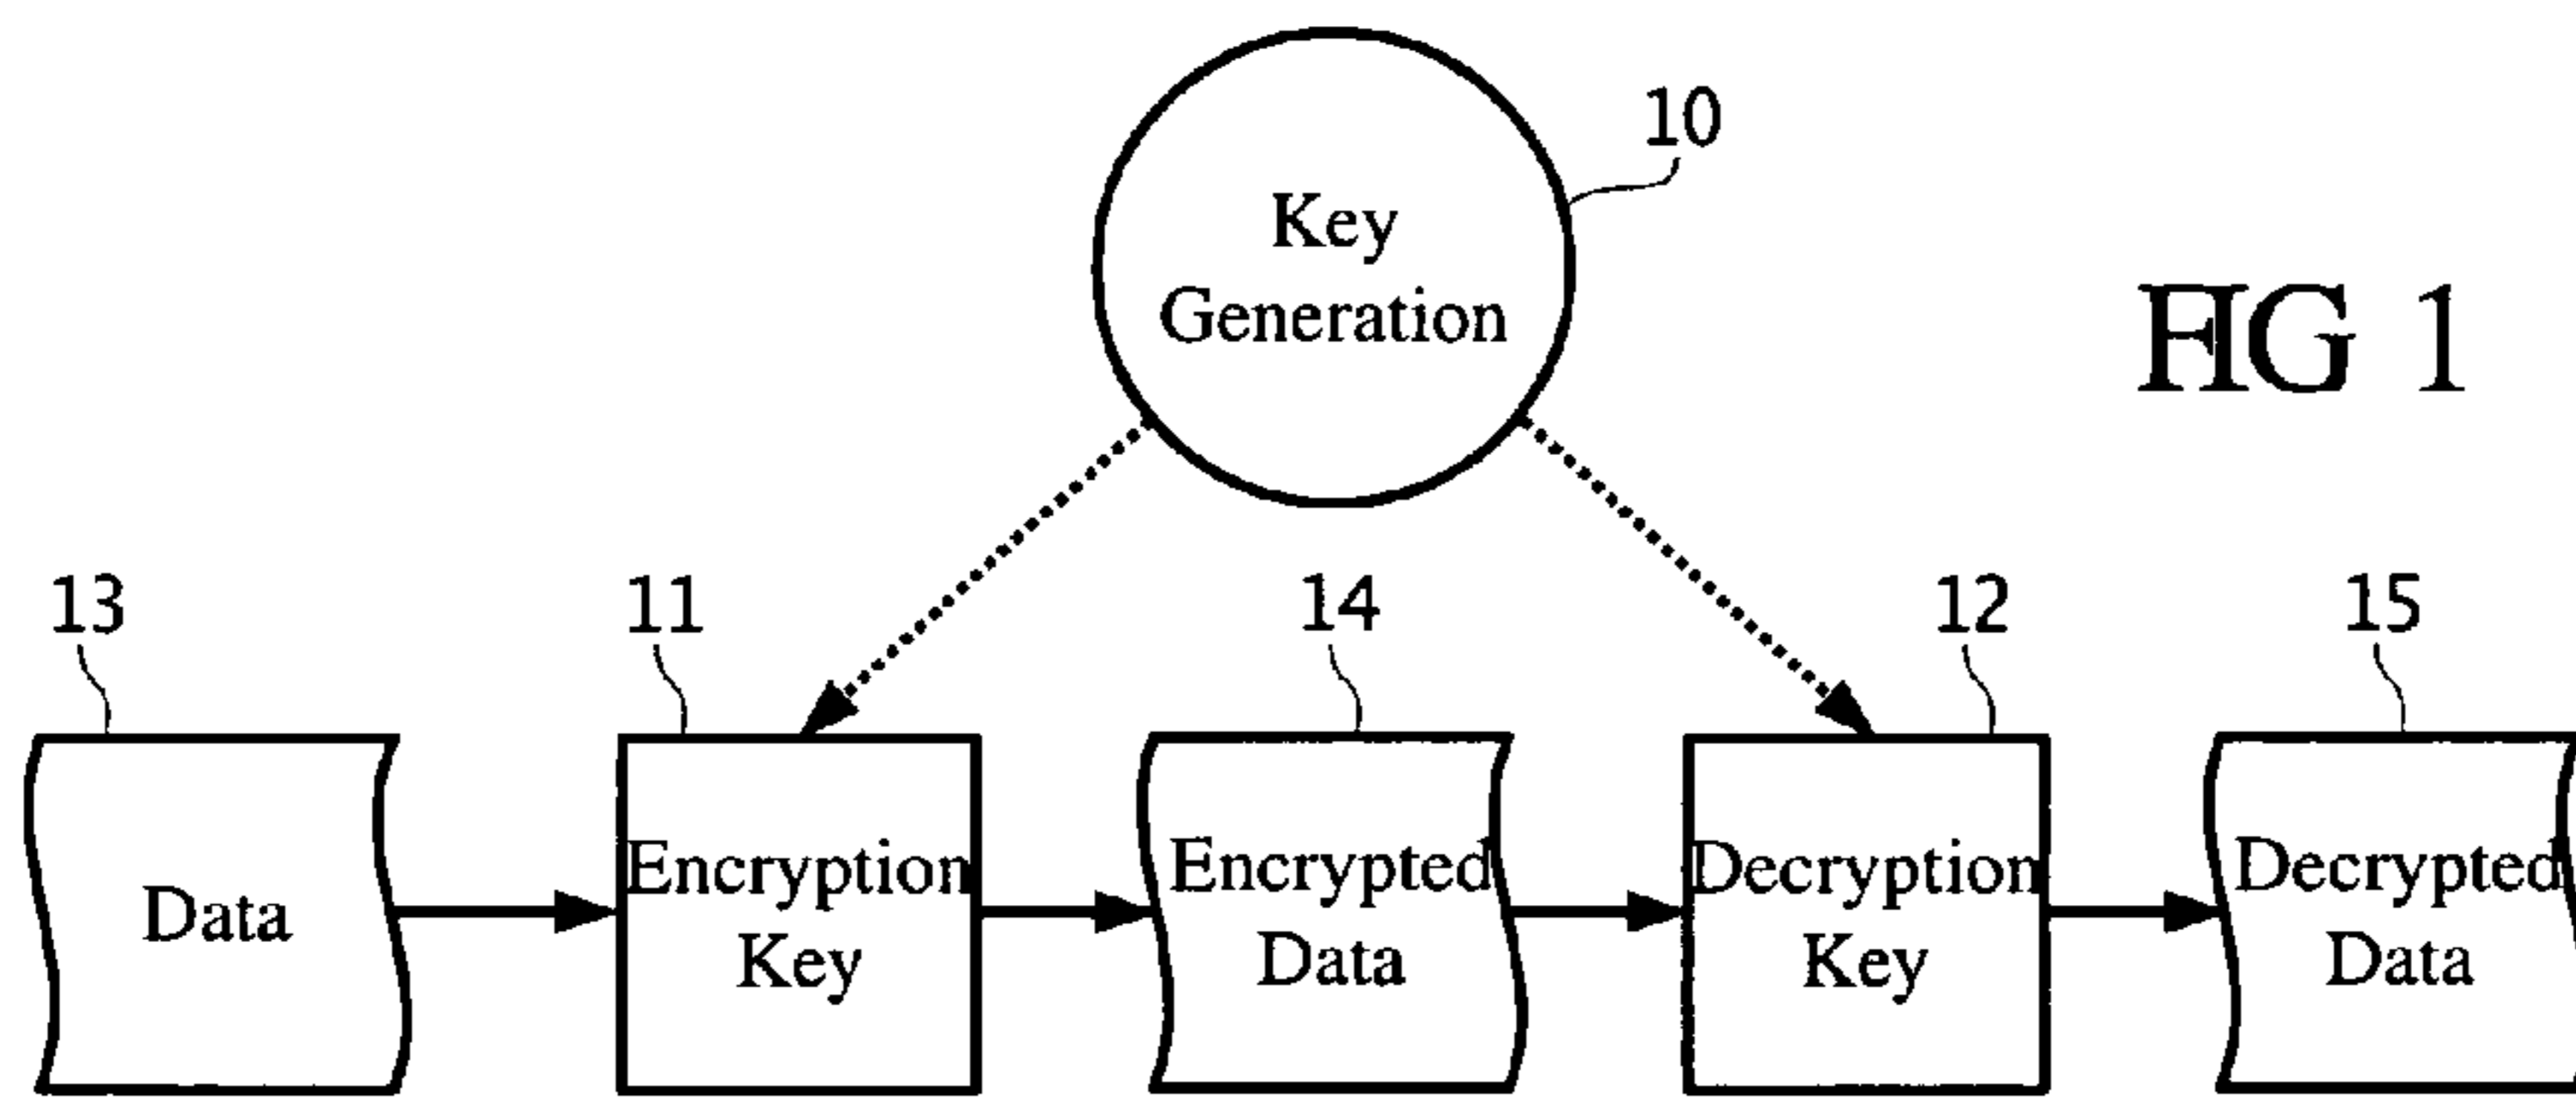 10
Key
Generation
FIG 1
13
11
14
12
15
Data
Encryption
Key
Encrypted
Data
Decryption
Key
Decrypted
Data